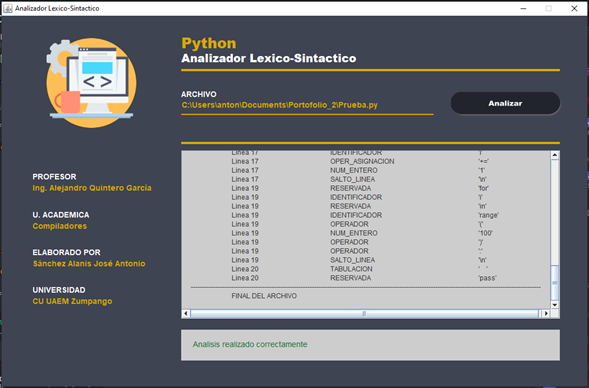 Analizador Lexico-Sintactico
Python
Analizador Lexico-Sintactico
ARCHIVO
C:\Users\anton\Documents\Portofolio_2\Prueba.py
Analizar
PROFESOR
Ing. Alejandro Quintero García
U. ACADEMICA
Compiladores
ELABORADO POR
Sánchez Alanis José Antonio
UNIVERSIDAD
CU UAEM Zumpango
Linea 17 IDENTIFICADOR 'i'
Linea 17 OPER_ASIGNACION '+='
Linea 17 NUM_ENTERO '1'
Linea 17 SALTO_LINEA '\n'
Linea 19 RESERVADA 'for'
Linea 19 IDENTIFICADOR 'i'
Linea 19 RESERVADA 'in'
Linea 19 IDENTIFICADOR 'range'
Linea 19 OPERADOR '('
Linea 19 NUM_ENTERO '100'
Linea 19 OPERADOR ')'
Linea 19 OPERADOR ':'
Linea 19 SALTO_LINEA '\n'
Linea 20 TABULACION '    '
Linea 20 RESERVADA 'pass'
FINAL DEL ARCHIVO
Analisis realizado correctamente